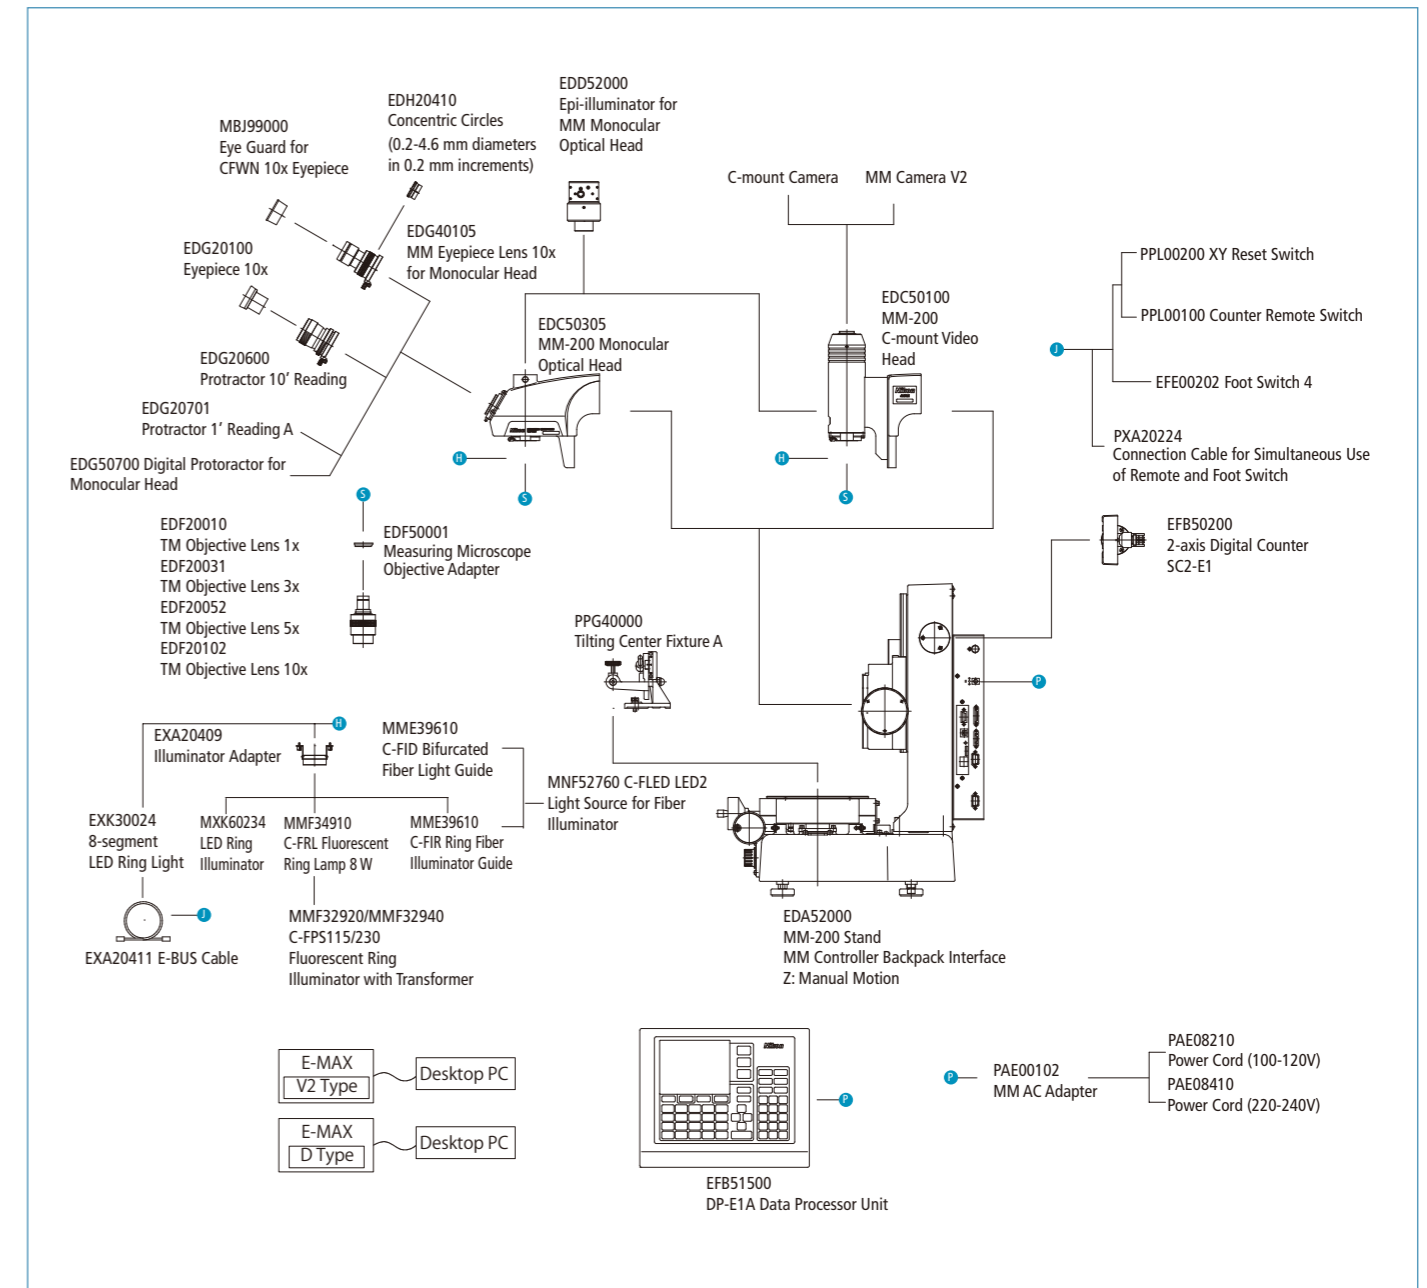 EDD52000
Epi-illuminator for
MM Monocular
Optical Head
EDH20410
Concentric Circles
(0.2-4.6 mm diameters
in 0.2 mm increments)
MBJ99000
Eye Guard for
CFWN 10x Eyepiece
C-mount Camera
MM Camera V2
EDG40105
MM Eyepiece Lens 10x
for Monocular Head
EDG20100
Eyepiece 10x
PPL00200 XY Reset Switch
EDC50100
MM-200
C-mount Video
Head
PPL00100 Counter Remote Switch
EDC50305
MM-200 Monocular
Optical Head
J
EDG20600
Protractor 10’ Reading
EFE00202 Foot Switch 4
Nikon
EDG20701
Protractor 1’ Reading A
Nikon
PXA20224
Connection Cable for Simultaneous Use
of Remote and Foot Switch
EDG50700 Digital Protoractor for
Monocular Head
H
H
S
S
S
EDF20010
TM Objective Lens 1x
EDF20031
TM Objective Lens 3x
EDF20052
TM Objective Lens 5x
EDF20102
TM Objective Lens 10x
EDF50001
Measuring Microscope
Objective Adapter
EFB50200
2-axis Digital Counter
SC2-E1
PPG40000
Tilting Center Fixture A
P
H
EXA20409
Illuminator Adapter
MME39610
C-FID Bifurcated
Fiber Light Guide
MNF52760 C-FLED LED2
Light Source for Fiber
Illuminator
EXK30024
8-segment
LED Ring Light
MXK60234
LED Ring
Illuminator
MMF34910
C-FRL Fluorescent
Ring Lamp 8 W
MME39610
C-FIR Ring Fiber
Illuminator Guide
J
EXA20411 E-BUS Cable
MMF32920/MMF32940
C-FPS115/230
Fluorescent Ring
Illuminator with Transformer
EDA52000
MM-200 Stand
MM Controller Backpack Interface
Z: Manual Motion
E-MAX
V2 Type
Desktop PC
E-MAX
D Type
Desktop PC
Nikon
P
EFB51500
DP-E1A Data Processor Unit
P
PAE00102
MM AC Adapter
PAE08210
Power Cord (100-120V)
PAE08410
Power Cord (220-240V)